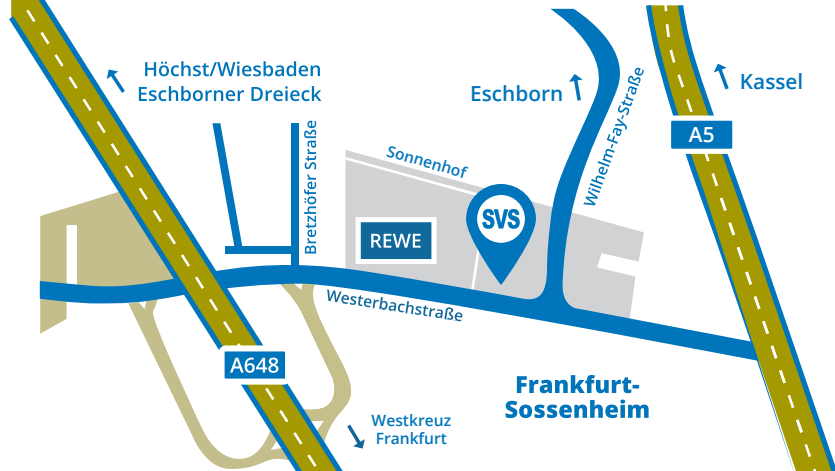 Höchst/Wiesbaden
Eschborner Dreieck
Eschborn
Kassel
A5
Bretzhöfer Straße
Sonnenhof
Wilhelm-Fay-Straße
SVS
REWE
Westerbachstraße
A648
Frankfurt-
Sossenheim
Westkreuz
Frankfurt